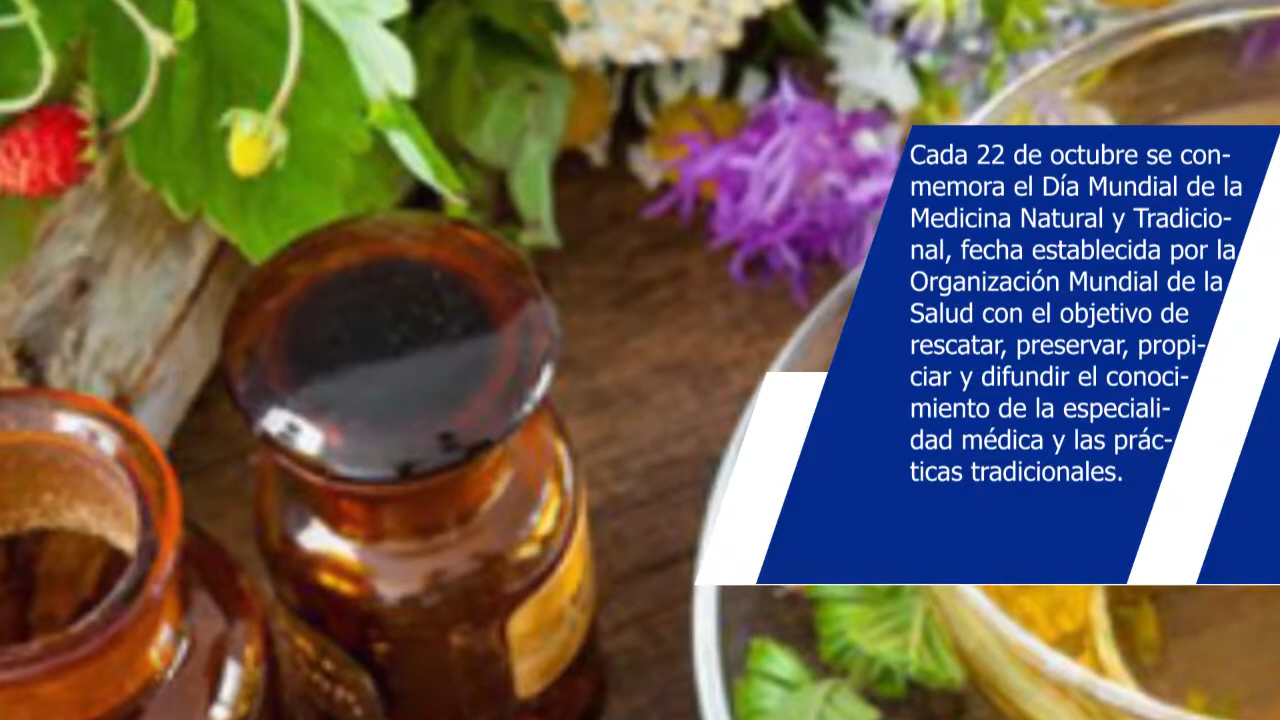 Cada 22 de octubre se con-
memora el Día Mundial de la
Medicina Natural y Tradicio-
nal, fecha establecida por la
Organización Mundial de la
Salud con el objetivo de
rescatar, preservar, propi-
ciar y difundir el conoci-
miento de la especiali-
dad médica y las prác-
ticas tradicionales.